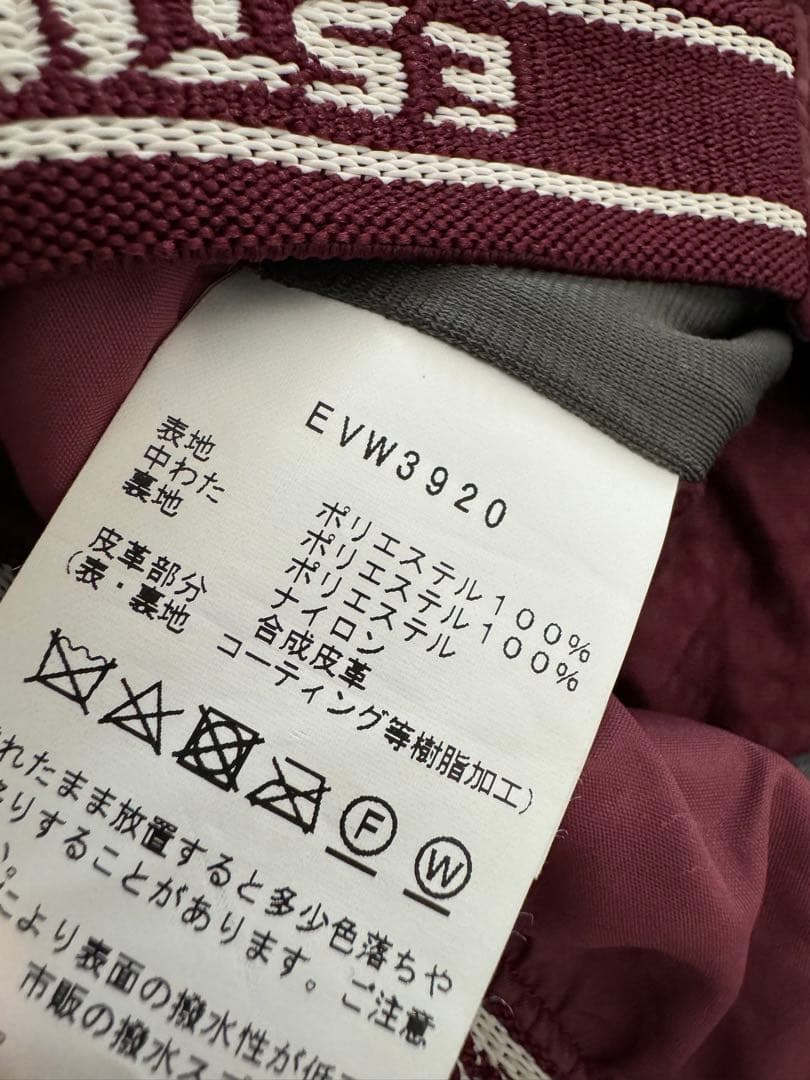 EVW3920
表地 ポリエステル100%
中わた ポリエステル100%
裏地 ポリエステル
ナイロン
皮革部分 合成皮革
(表・裏地 コーティング等樹脂加工)
F W
れたまま放置すると多少色落ちや
りすることがあります。ご注意
い。
により表面の撥水性が低
市販の撥水ス